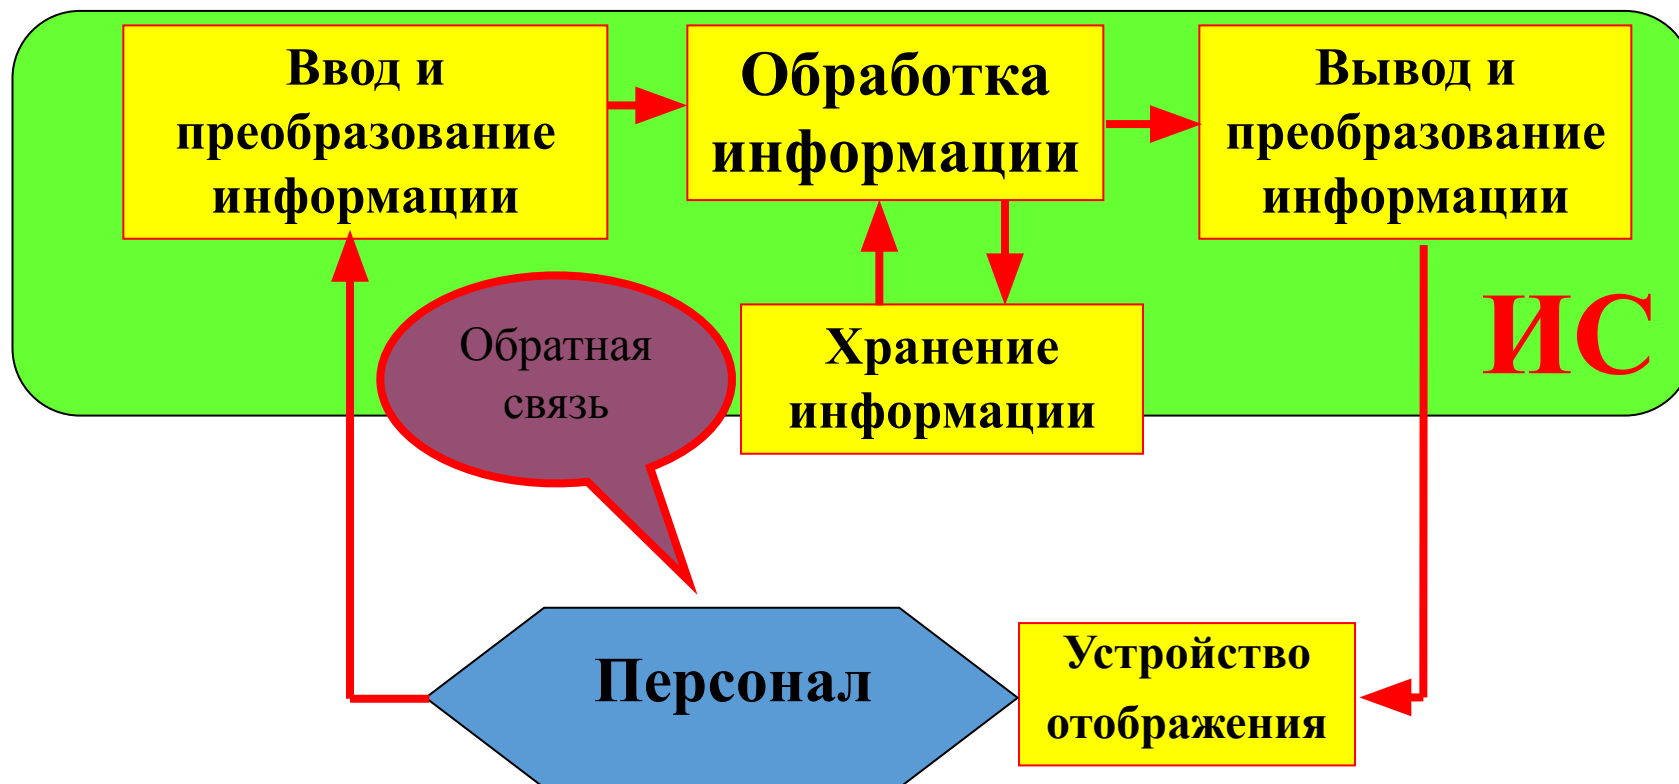 Ввод и
преобразование
информации
Обработка
информации
Вывод и
преобразование
информации
Обратная
связь
Хранение
информации
ИС
Персонал
Устройство
отображения